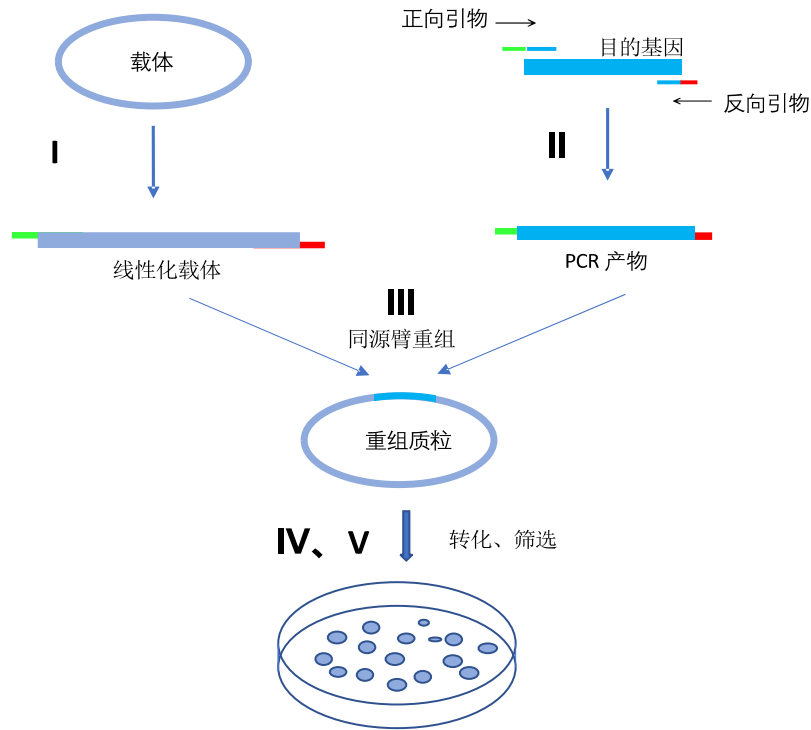 正向引物
目的基因
载体
反向引物
I
II
线性化载体
PCR 产物
III
同源臂重组
重组质粒
IV、V
转化、筛选